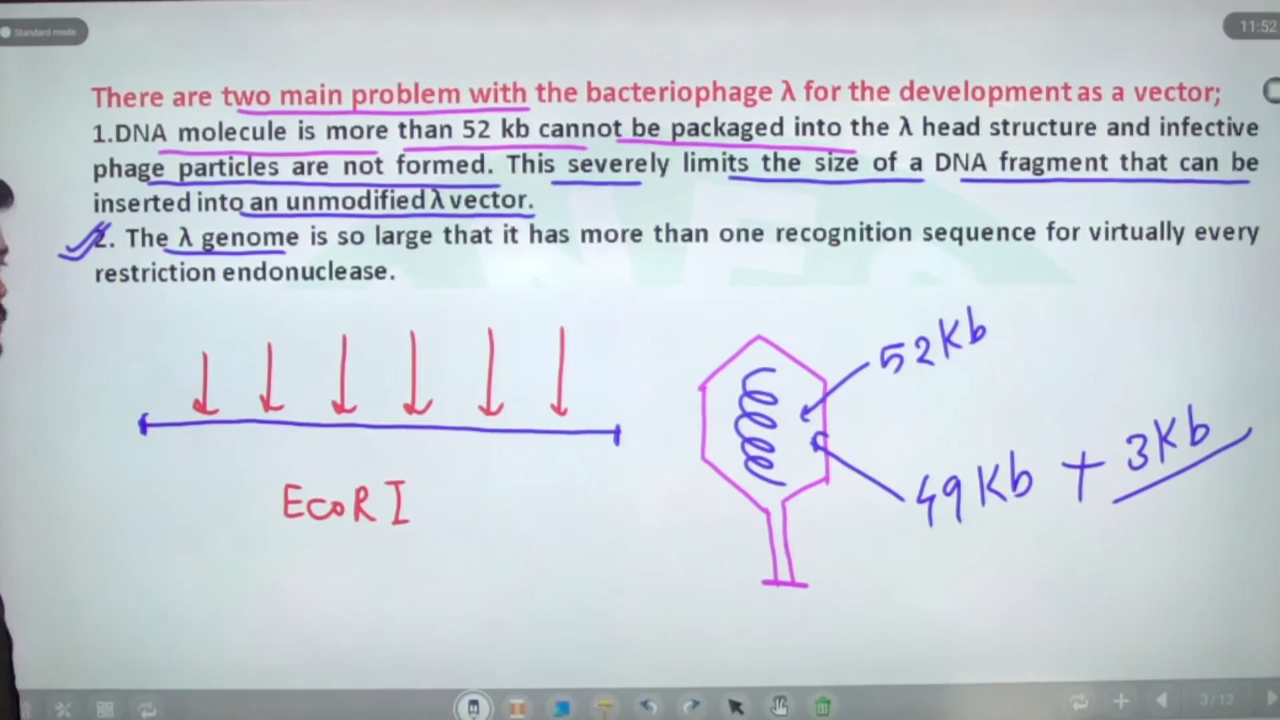 Standard mode
11:52
There are two main problem with the bacteriophage λ for the development as a vector;
1.DNA molecule is more than 52 kb cannot be packaged into the λ head structure and infective
phage particles are not formed. This severely limits the size of a DNA fragment that can be
inserted into an unmodified λ vector.
2. The λ genome is so large that it has more than one recognition sequence for virtually every
restriction endonuclease.
52Kb
49Kb + 3Kb
EcoR I
3/12